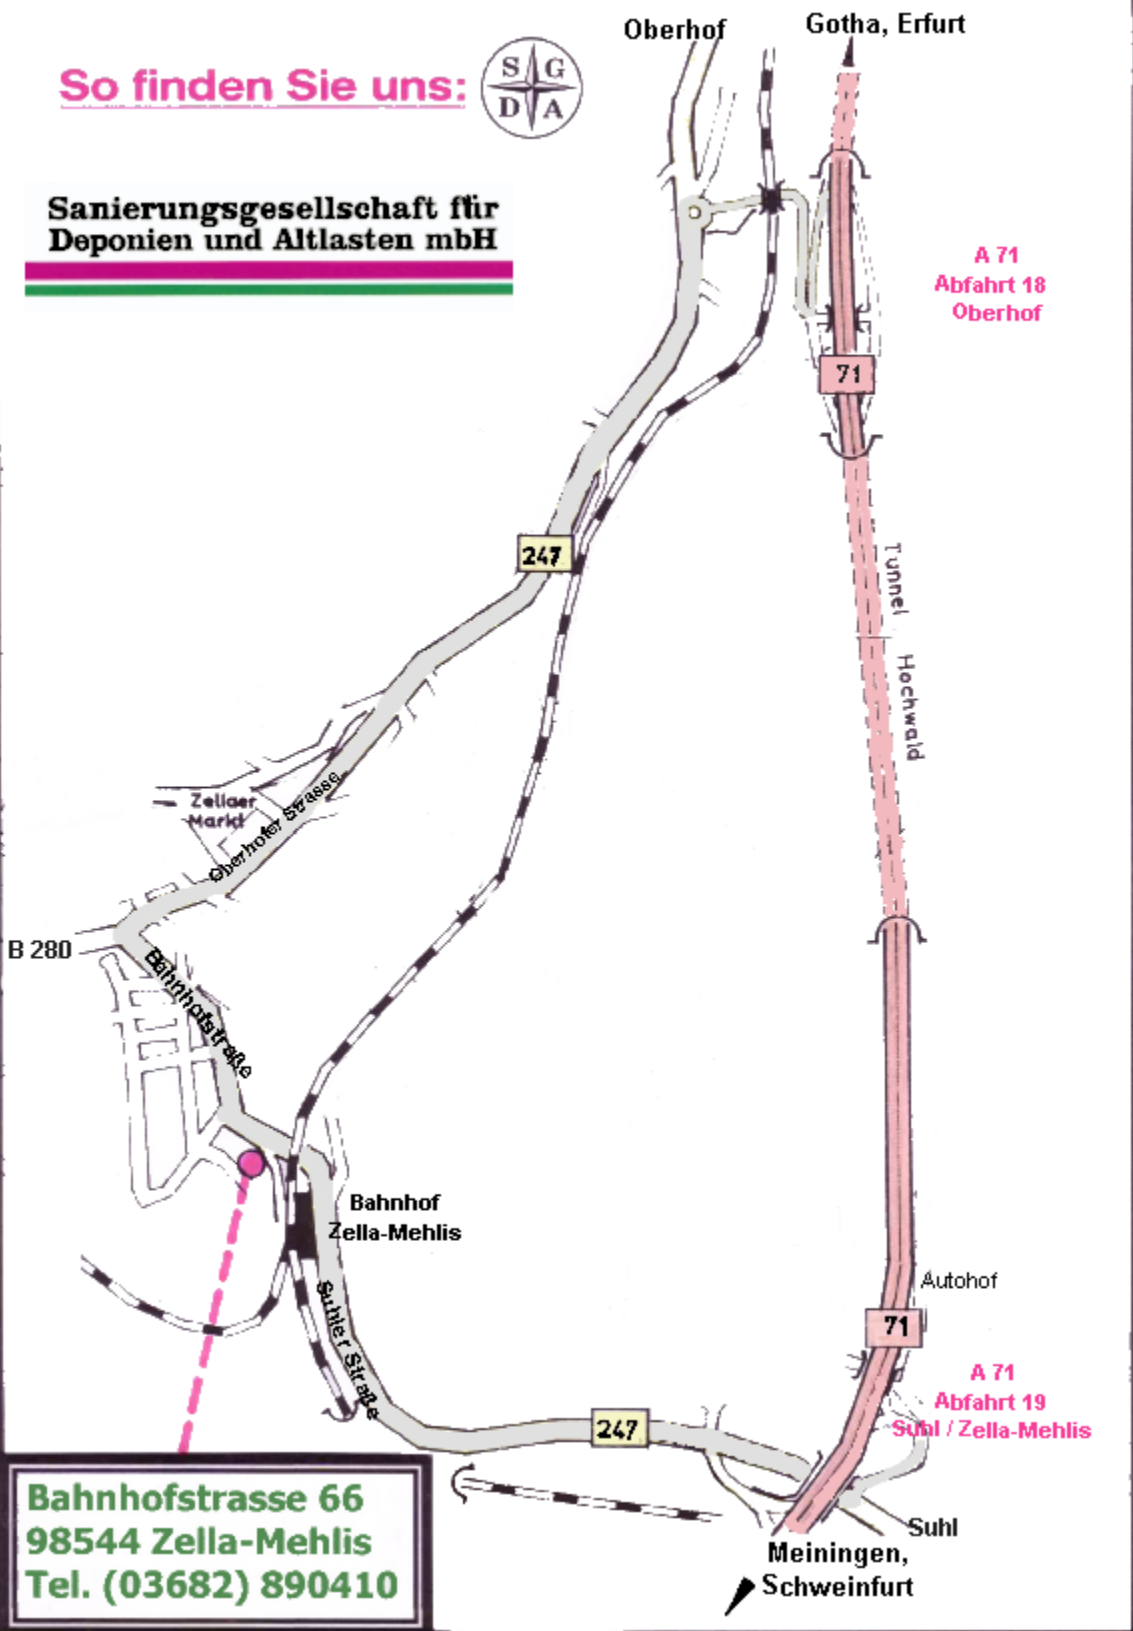 Oberhof
Gotha, Erfurt
So finden Sie uns:
S G
D A
Sanierungsgesellschaft für
Deponien und Altlasten mbH
A 71
Abfahrt 18
Oberhof
71
247
Tunnel
Hochwald
Zellaer
Markt
Oberhofer Strasse
B 280
Bahnhofstraße
Bahnhof
Zella-Mehlis
Autohof
Suhler Straße
71
A 71
Abfahrt 19
Suhl / Zella-Mehlis
247
Bahnhofstrasse 66
98544 Zella-Mehlis
Tel. (03682) 890410
Suhl
Meiningen,
Schweinfurt